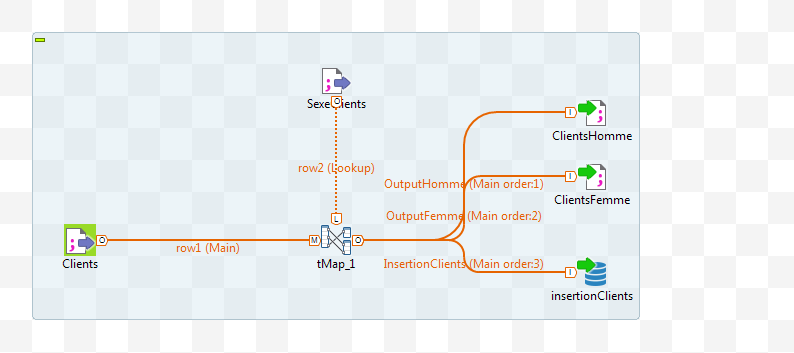 SexeClients
ClientsHomme
row2 (Lookup)
OutputHomme (Main order:1)
ClientsFemme
OutputFemme (Main order:2)
row1 (Main)
Clients
tMap_1
InsertionClients (Main order:3)
insertionClients